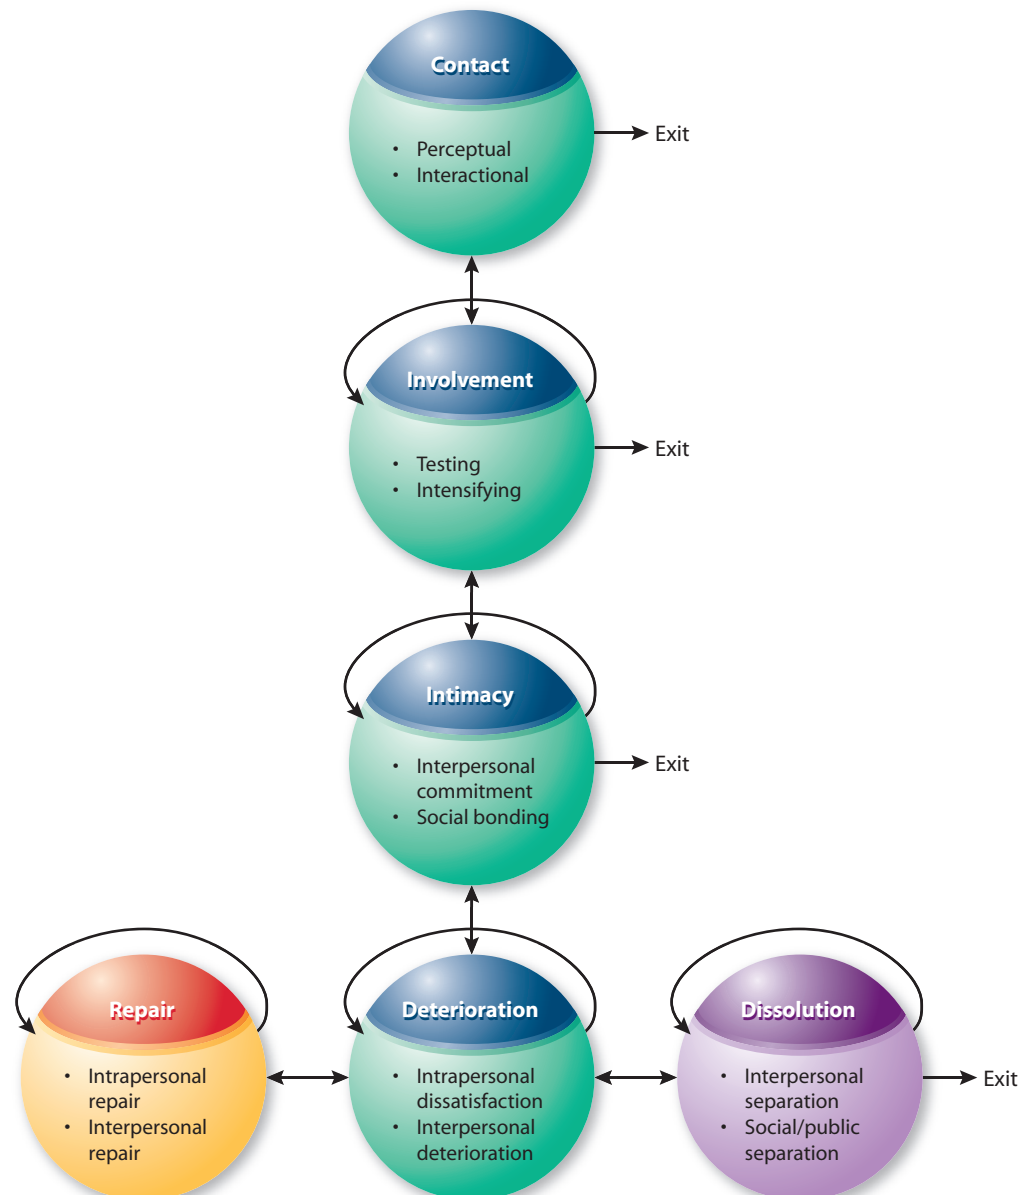 Contact
• Perceptual
• Interactional
Exit
Involvement
• Testing
• Intensifying
Exit
Intimacy
• Interpersonal
commitment
• Social bonding
Exit
Repair
• Intrapersonal
repair
• Interpersonal
repair
Deterioration
• Intrapersonal
dissatisfaction
• Interpersonal
deterioration
Dissolution
• Interpersonal
separation
• Social/public
separation
Exit